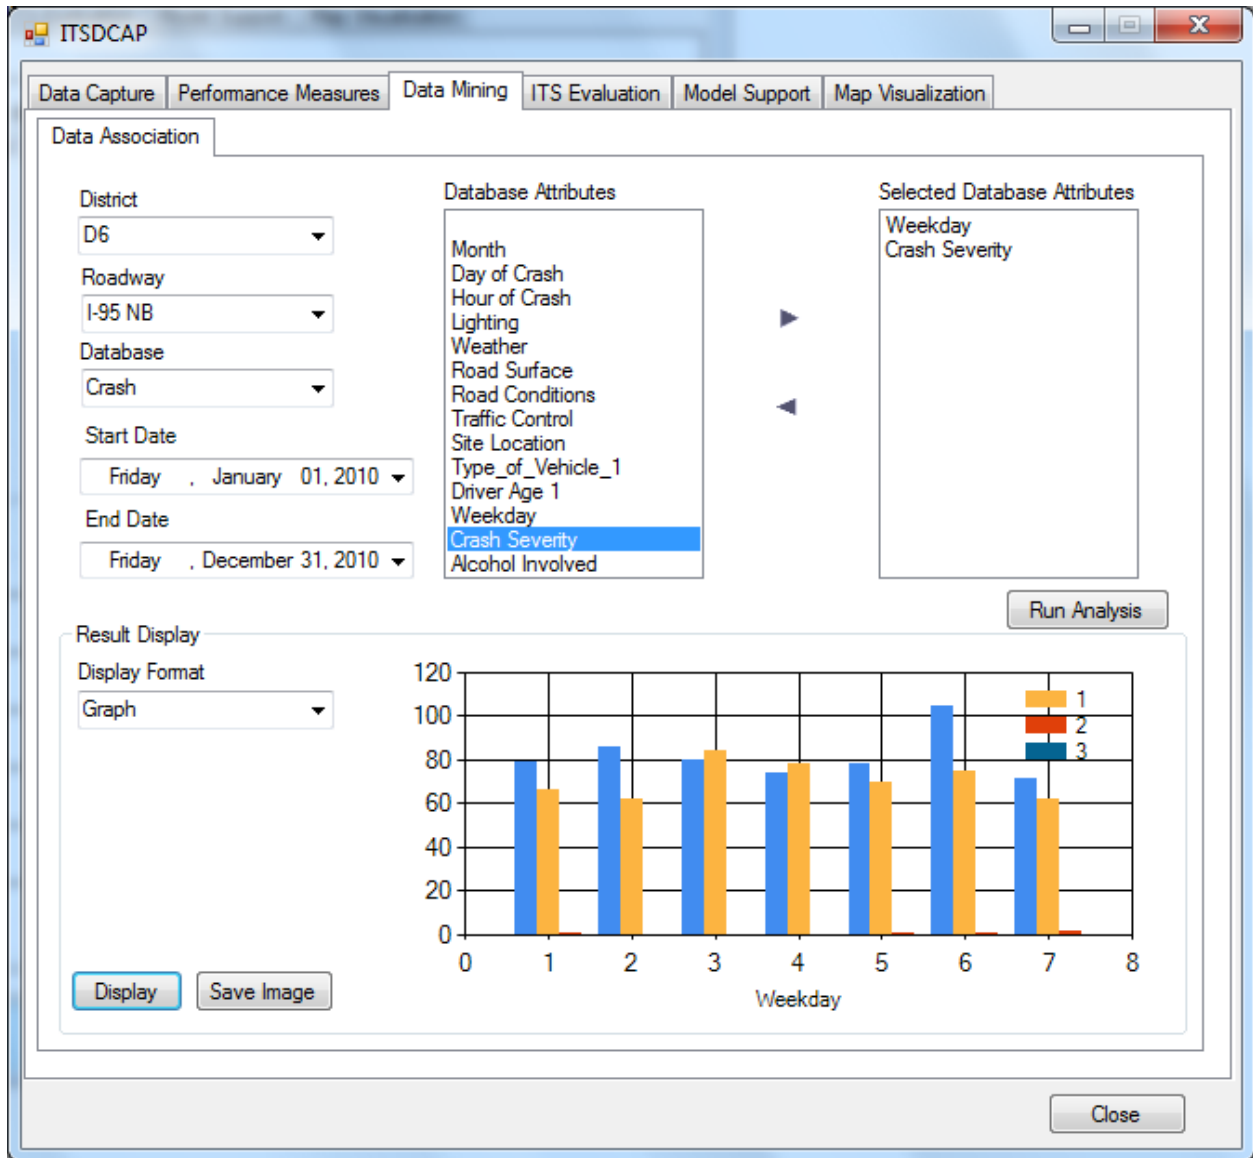 ITSDCAP
Data Capture
Performance Measures
Data Mining
ITS Evaluation
Model Support
Map Visualization
Data Association
District
D6
Roadway
I-95 NB
Database
Crash
Start Date
Friday , January 01, 2010
End Date
Friday , December 31, 2010
Database Attributes
Month
Day of Crash
Hour of Crash
Lighting
Weather
Road Surface
Road Conditions
Traffic Control
Site Location
Type_of_Vehicle_1
Driver Age 1
Weekday
Crash Severity
Alcohol Involved
Selected Database Attributes
Weekday
Crash Severity
Run Analysis
Result Display
Display Format
Graph
Display
Save Image
120
100
80
60
40
20
0
0 1 2 3 4 5 6 7 8
Weekday
1
2
3
Close